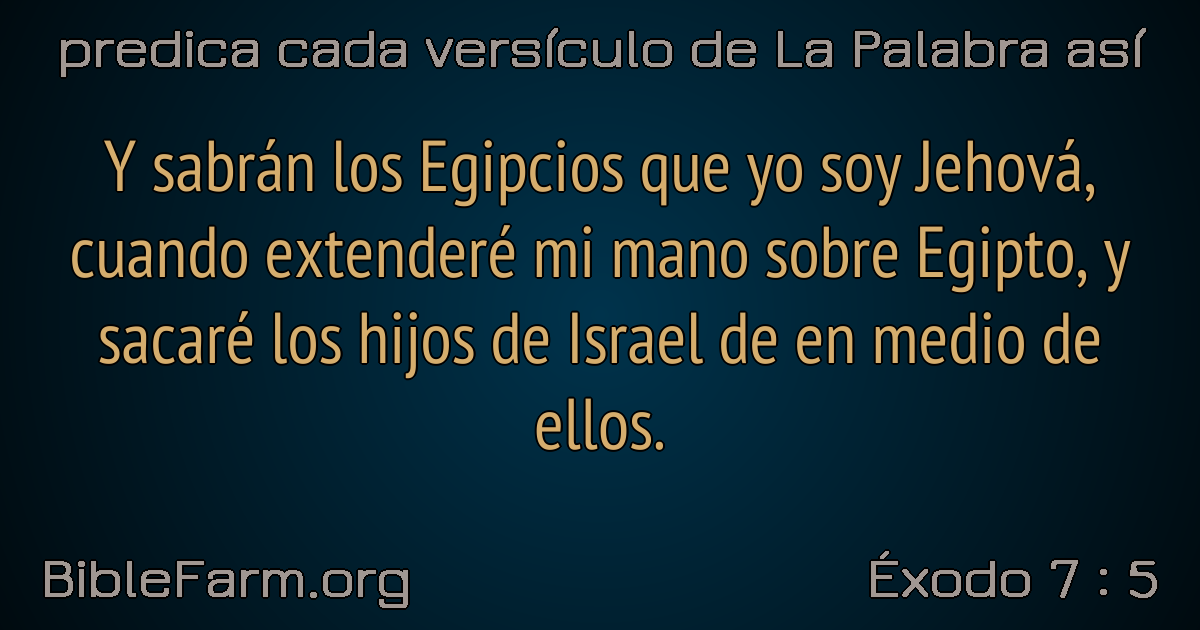 predica cada versículo de La Palabra así
Y sabrán los Egipcios que yo soy Jehová,
cuando extenderé mi mano sobre Egipto, y
sacaré los hijos de Israel de en medio de
ellos.
BibleFarm.org
Éxodo 7 : 5